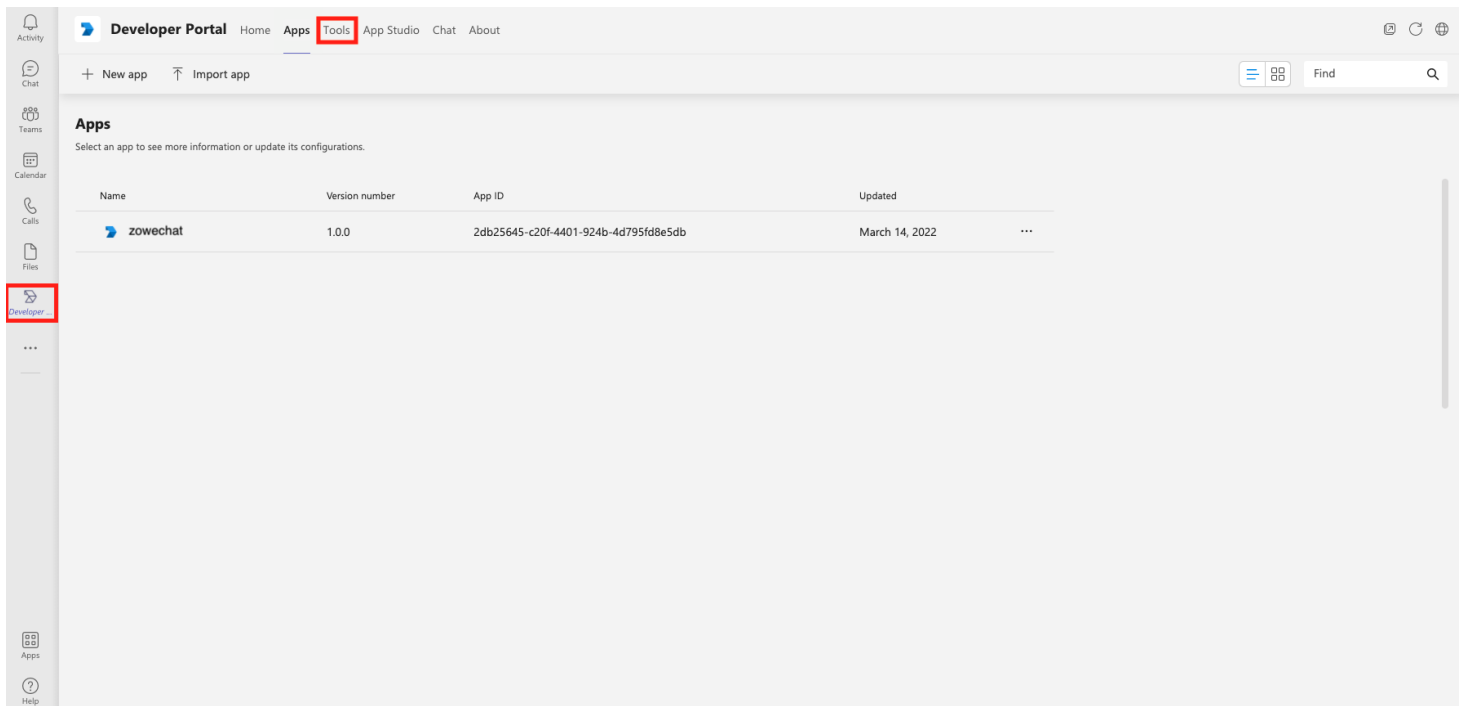 Activity
Chat
Teams
Calendar
Calls
Files
Developer ...
Apps
Help
Developer Portal Home Apps Tools App Studio Chat About
New app Import app Find
Apps
Select an app to see more information or update its configurations.
Name Version number App ID Updated
zowechat 1.0.0 2db25645-c20f-4401-924b-4d795fd8e5db March 14, 2022